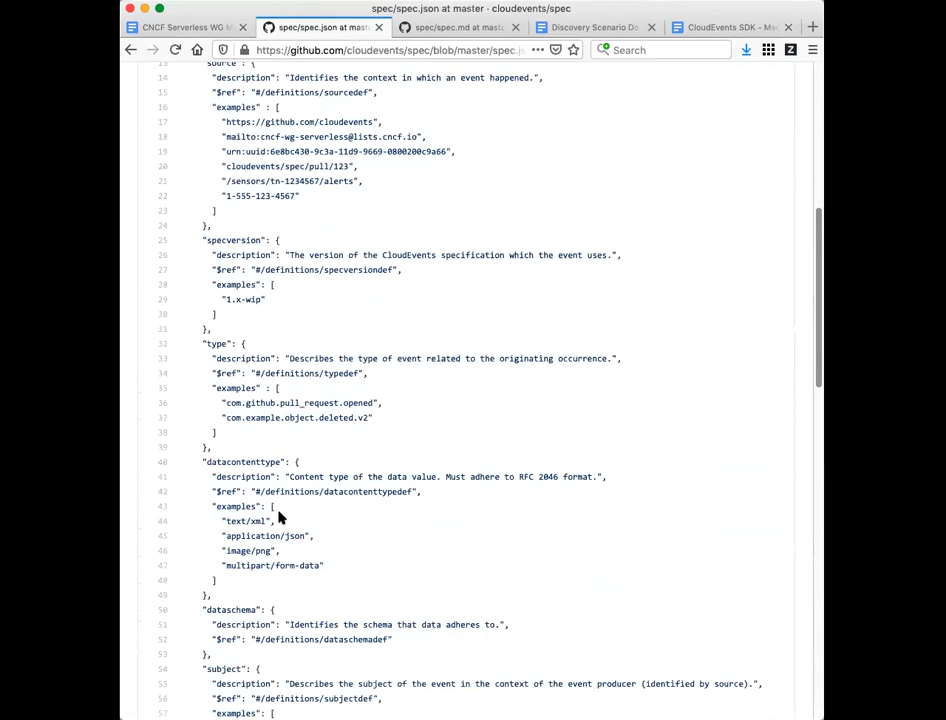 spec/spec.json at master · cloudevents/spec
CNCF Serverless WG M
spec/spec.json at mast
spec/spec.md at mast
Discovery Scenario Do
CloudEvents SDK – Me
https://github.com/cloudevents/spec/blob/master/spec.js
Search
13 "source": {
14 "description": "Identifies the context in which an event happened.",
15 "$ref": "#/definitions/sourcedef",
16 "examples" : [
17 "https://github.com/cloudevents",
18 "mailto:cncf-wg-serverless@lists.cncf.io",
19 "urn:uuid:6e8bc430-9c3a-11d9-9669-0800200c9a66",
20 "cloudevents/spec/pull/123",
21 "/sensors/tn-1234567/alerts",
22 "1-555-123-4567"
23 ]
24 },
25 "specversion": {
26 "description": "The version of the CloudEvents specification which the event uses.",
27 "$ref": "#/definitions/specversiondef",
28 "examples": [
29 "1.x-wip"
30 ]
31 },
32 "type": {
33 "description": "Describes the type of event related to the originating occurrence.",
34 "$ref": "#/definitions/typedef",
35 "examples" : [
36 "com.github.pull_request.opened",
37 "com.example.object.deleted.v2"
38 ]
39 },
40 "datacontenttype": {
41 "description": "Content type of the data value. Must adhere to RFC 2046 format.",
42 "$ref": "#/definitions/datacontenttypedef",
43 "examples": [
44 "text/xml",
45 "application/json",
46 "image/png",
47 "multipart/form-data"
48 ]
49 },
50 "dataschema": {
51 "description": "Identifies the schema that data adheres to.",
52 "$ref": "#/definitions/dataschemadef"
53 },
54 "subject": {
55 "description": "Describes the subject of the event in the context of the event producer (identified by source).",
56 "$ref": "#/definitions/subjectdef",
57 "examples": [